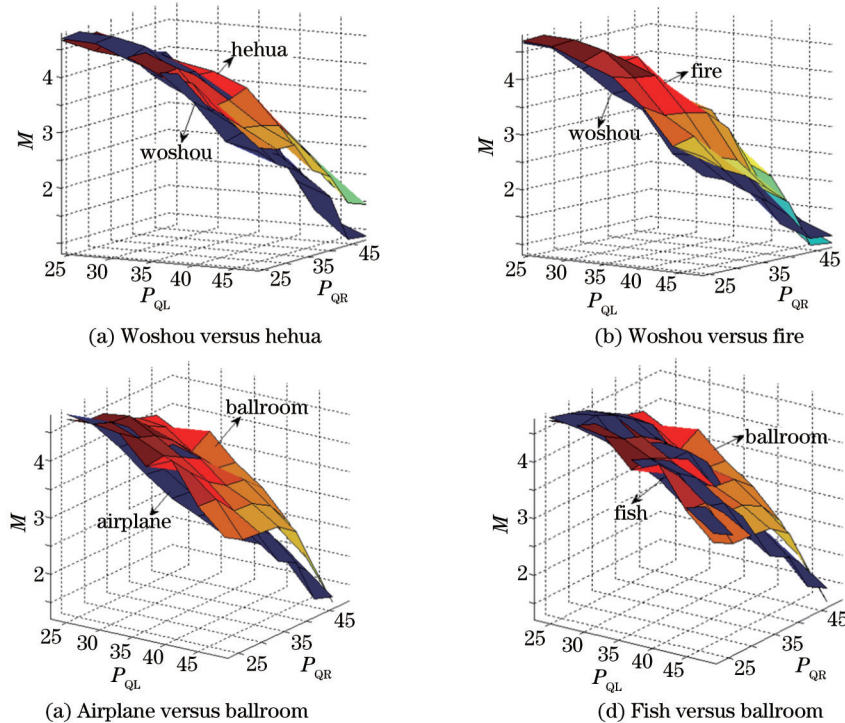 hehua
woshou
M
4
3
2
25 30 35 40 45
25 35 45
P_QL
P_QR
(a) Woshou versus hehua
fire
woshou
M
4
3
2
25 30 35 40 45
25 35 45
P_QL
P_QR
(b) Woshou versus fire
ballroom
airplane
M
4
3
2
25 30 35 40 45
25 35 45
P_QL
P_QR
(a) Airplane versus ballroom
ballroom
fish
M
4
3
2
25 30 35 40 45
25 35 45
P_QL
P_QR
(d) Fish versus ballroom